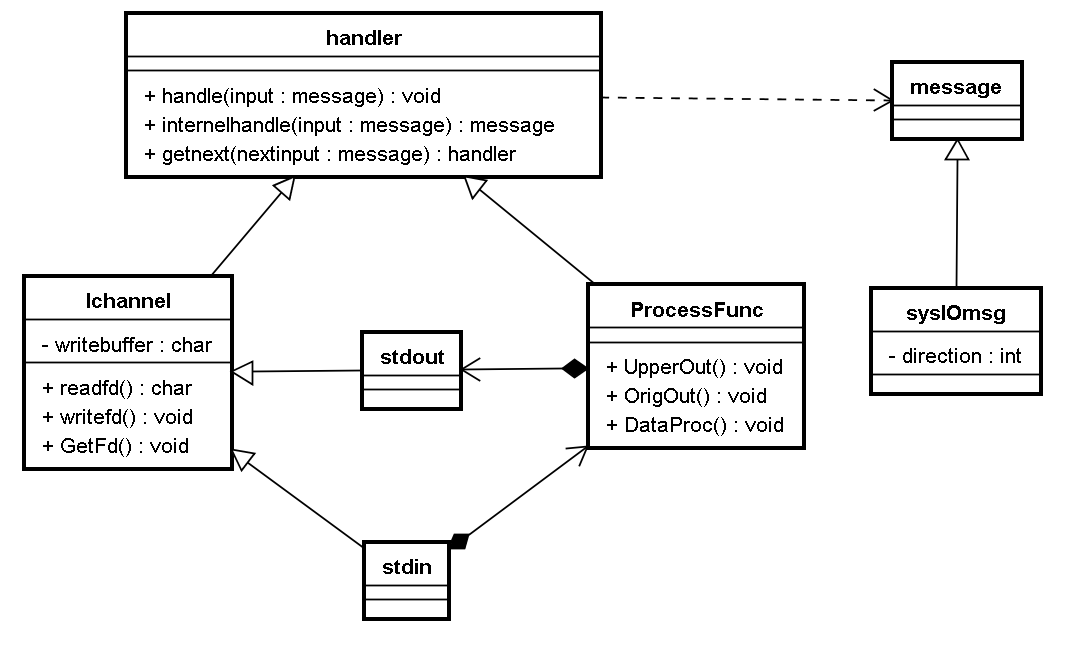 handler
+ handle(input : message) : void
+ internelhandle(input : message) : message
+ getnext(nextinput : message) : handler
message
Ichannel
- writebuffer : char
+ readfd() : char
+ writefd() : void
+ GetFd() : void
stdout
ProcessFunc
+ UpperOut() : void
+ OrigOut() : void
+ DataProc() : void
sysIOmsg
- direction : int
stdin